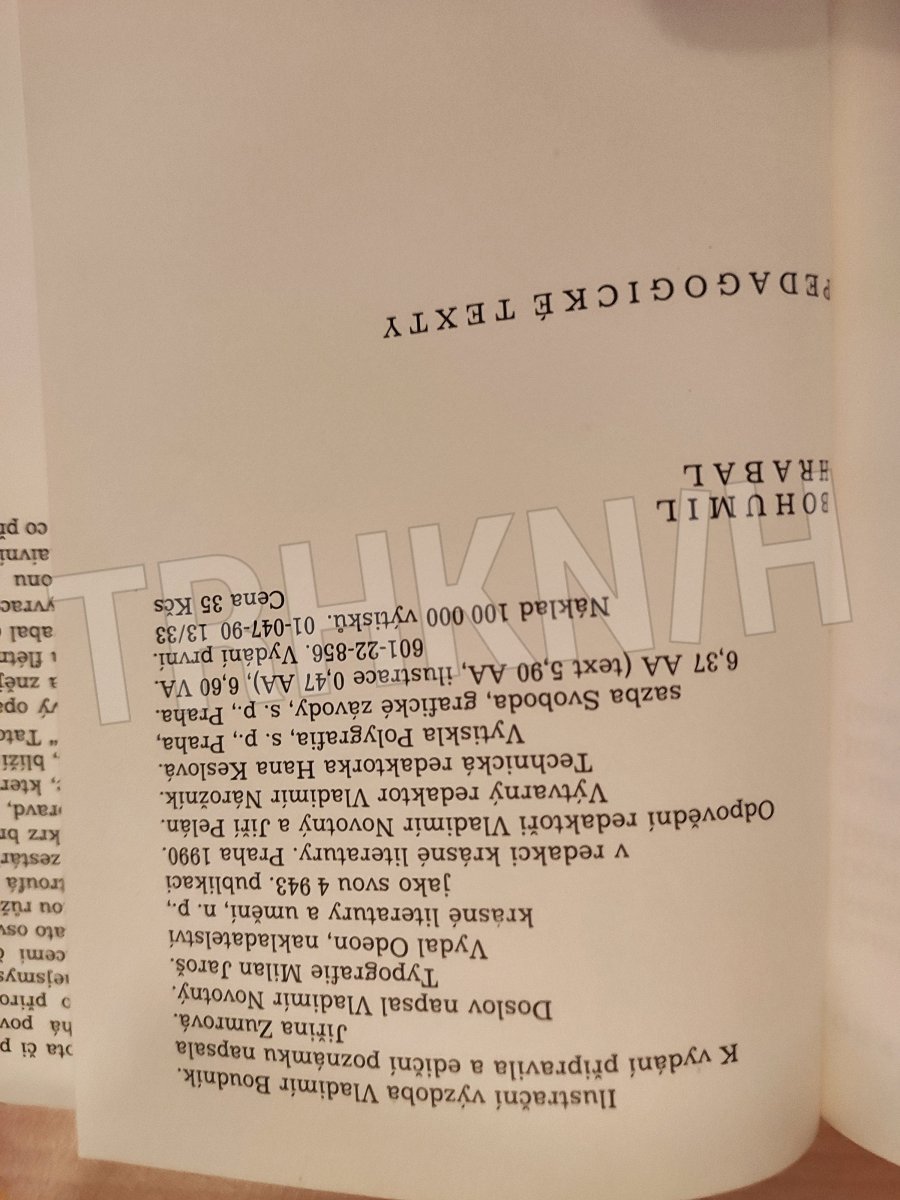 BOHUMIL
HRABAL
PEDAGOGICKÉ TEXTY
Ilustrační výzdoba Vladimír Boudník.
K vydání připravila a ediční poznámku napsala
Jiřina Zumrová.
Doslov napsal Vladimír Novotný.
Typografie Milan Jaroš.
Vydal Odeon, nakladatelství
krásné literatury a umění, n. p.,
jako svou 4 943. publikaci
v redakci krásné literatury. Praha 1990.
Odpovědní redaktoři Vladimír Novotný a Jiří Pelán.
Výtvarný redaktor Vladimír Nárožník.
Technická redaktorka Hana Keslová.
Vytiskla Polygrafia, s. p., Praha,
sazba Svoboda, grafické závody, s. p., Praha.
6,37 AA (text 5,90 AA, ilustrace 0,47 AA), 6,60 VA.
601-22-856. Vydání první.
Náklad 100 000 výtisků. 01-047-90 13/33
Cena 35 Kčs
TRHKN/H